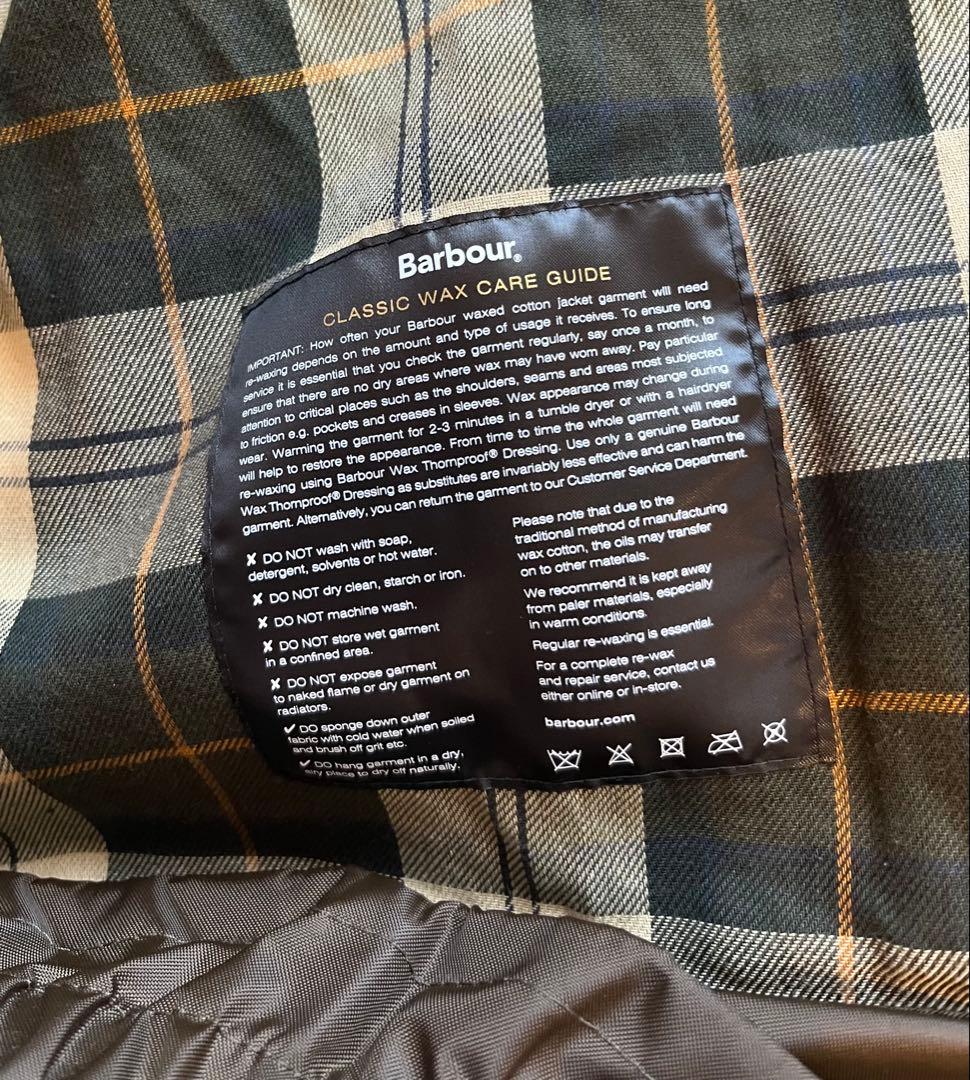 Barbour®
CLASSIC WAX CARE GUIDE
IMPORTANT: How often your Barbour waxed cotton jacket garment will need
re-waxing depends on the amount and type of usage it receives. To ensure long
service it is essential that you check the garment regularly, say once a month, to
ensure that there are no dry areas where wax may have worn away. Pay particular
attention to critical places such as the shoulders, seams and areas most subjected
to friction e.g. pockets and creases in sleeves. Wax appearance may change during
wear. Warming the garment for 2-3 minutes in a tumble dryer or with a hairdryer
will help to restore the appearance. From time to time the whole garment will need
re-waxing using Barbour Wax Thornproof® Dressing. Use only a genuine Barbour
Wax Thornproof® Dressing as substitutes are invariably less effective and can harm the
garment. Alternatively, you can return the garment to our Customer Service Department.
✘ DO NOT wash with soap,
detergent, solvents or hot water.
✘ DO NOT dry clean, starch or iron.
✘ DO NOT machine wash.
✘ DO NOT store wet garment
in a confined area.
✘ DO NOT expose garment
to naked flame or dry garment on
radiators.
✔ DO sponge down outer
fabric with cold water when soiled
and brush off grit etc.
✔ DO hang garment in a dry,
airy place to dry off naturally.
Please note that due to the
traditional method of manufacturing
wax cotton, the oils may transfer
on to other materials.
We recommend it is kept away
from paler materials, especially
in warm conditions.
Regular re-waxing is essential.
For a complete re-wax
and repair service, contact us
either online or in-store.
barbour.com